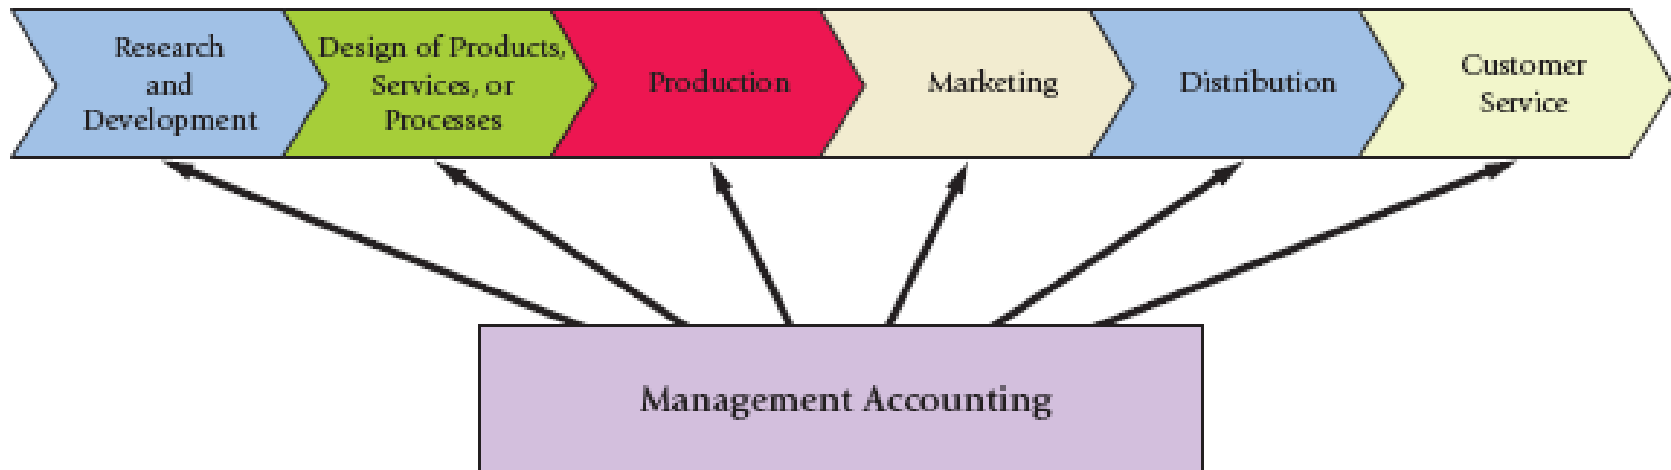 Research
and
Development
Design of Products,
Services, or
Processes
Production
Marketing
Distribution
Customer
Service
Management Accounting